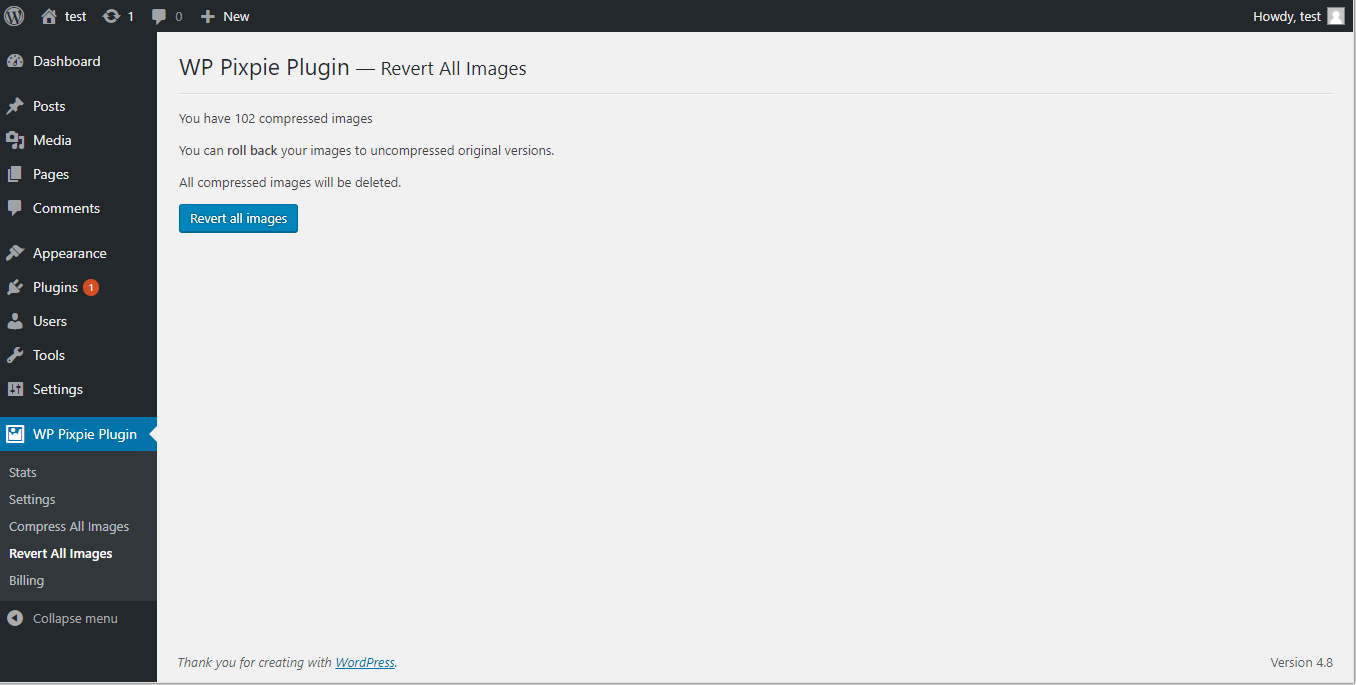 test 1 0 New Howdy, test
Dashboard
Posts
Media
Pages
Comments
Appearance
Plugins 1
Users
Tools
Settings
WP Pixpie Plugin
Stats
Settings
Compress All Images
Revert All Images
Billing
Collapse menu
WP Pixpie Plugin — Revert All Images
You have 102 compressed images
You can roll back your images to uncompressed original versions.
All compressed images will be deleted.
Revert all images
Thank you for creating with WordPress.
Version 4.8